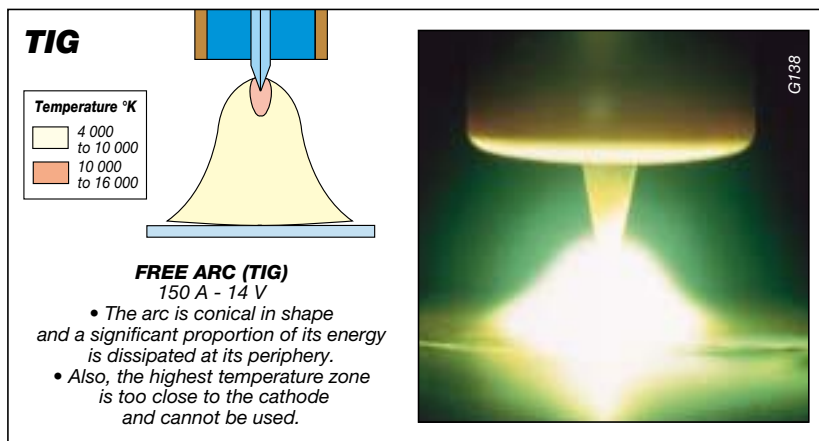 TIG
Temperature °K
4 000
to 10 000
10 000
to 16 000
FREE ARC (TIG)
150 A - 14 V
• The arc is conical in shape
and a significant proportion of its energy
is dissipated at its periphery.
• Also, the highest temperature zone
is too close to the cathode
and cannot be used.
G138